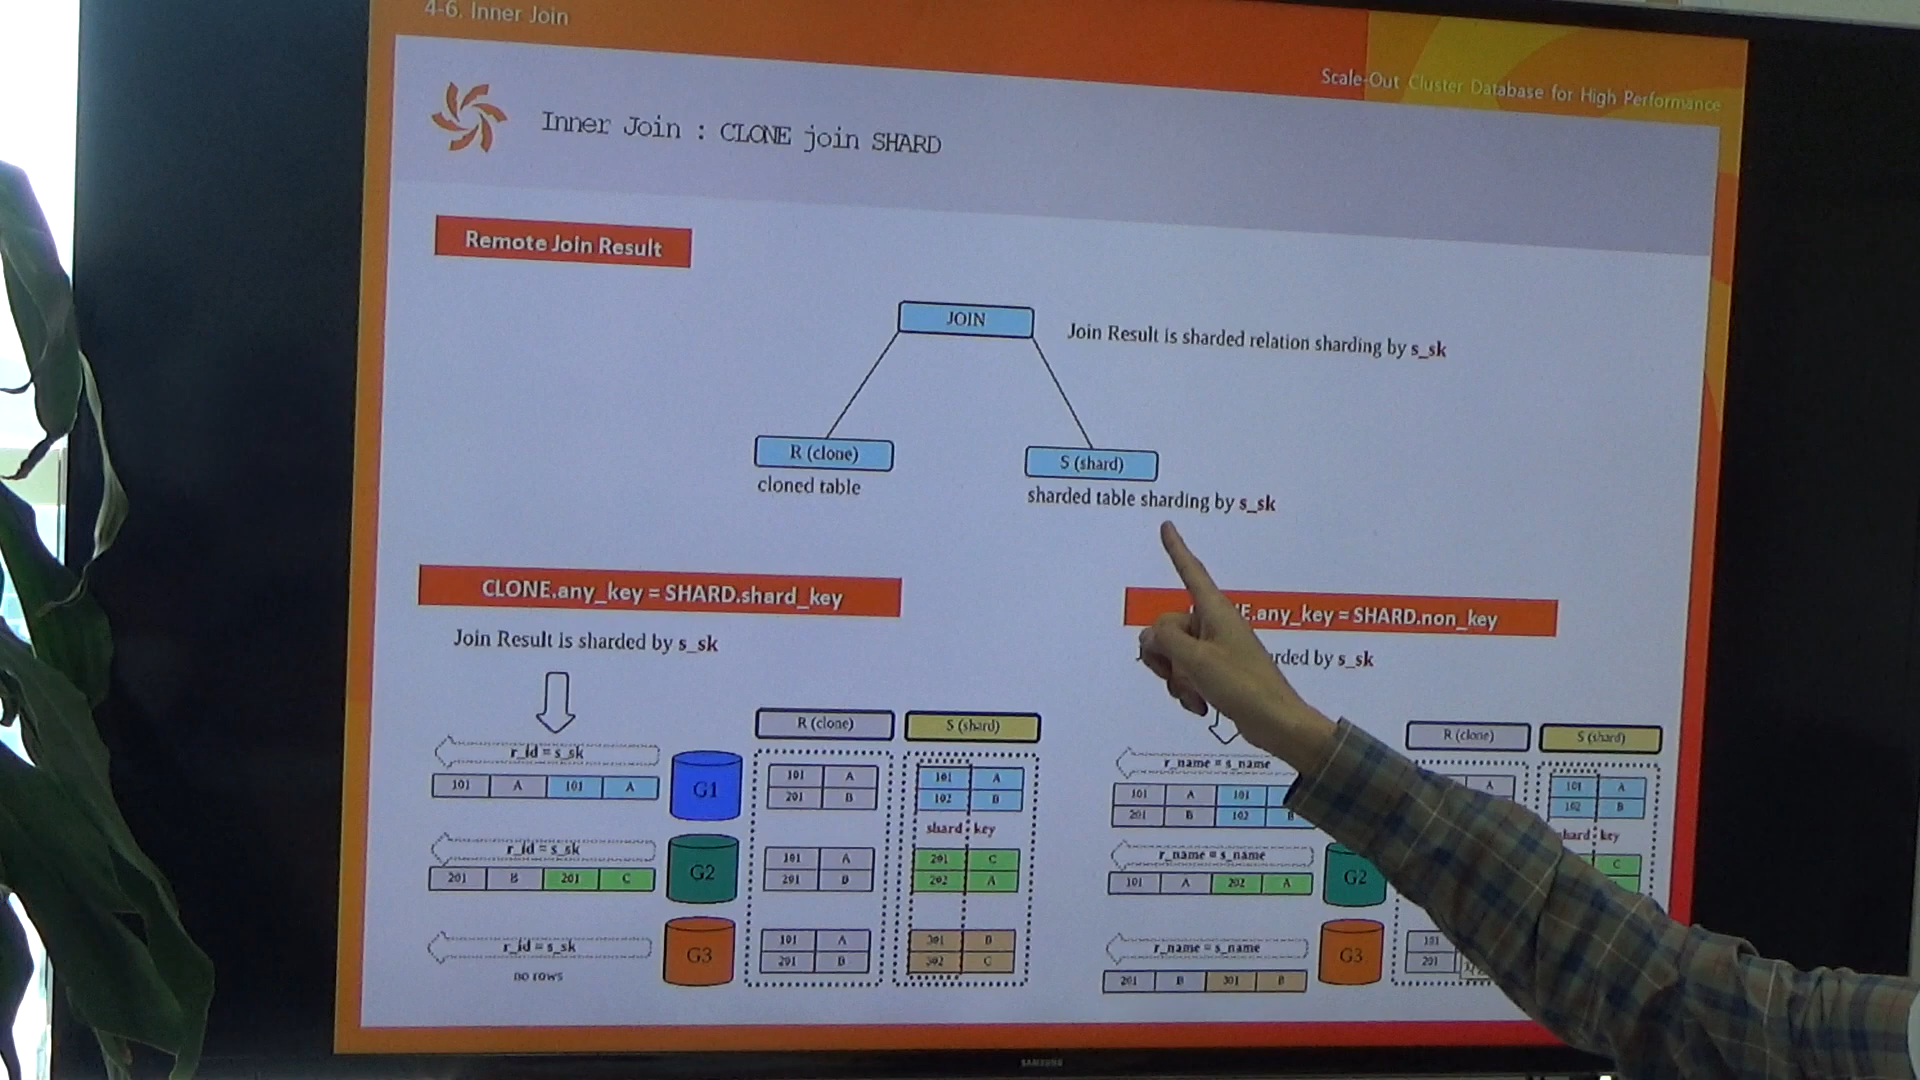 4-6. Inner Join
Scale-Out Cluster Database for High Performance
Inner Join : CLONE join SHARD
Remote Join Result
JOIN
Join Result is sharded relation sharding by s_sk
R (clone)
S (shard)
cloned table
sharded table sharding by s_sk
CLONE.any_key = SHARD.shard_key
E.any_key = SHARD.non_key
Join Result is sharded by s_sk
rded by s_sk
R (clone)
S (shard)
r_id = s_sk
101 A 101 A
G1
101 A
201 B
101 A
102 B
shard key
r_id = s_sk
201 B 201 C
G2
101 A
201 B
201 C
202 A
r_id = s_sk
no rows
G3
101 A
201 B
301 B
302 C
R (clone)
S (shard)
r_name = s_name
101 A 101
201 B 102 B
A
101 A
102 B
shard key
r_name = s_name
101 A 202 A
G2
C
r_name = s_name
201 B 301 B
G3
101
201
SAMSUNG